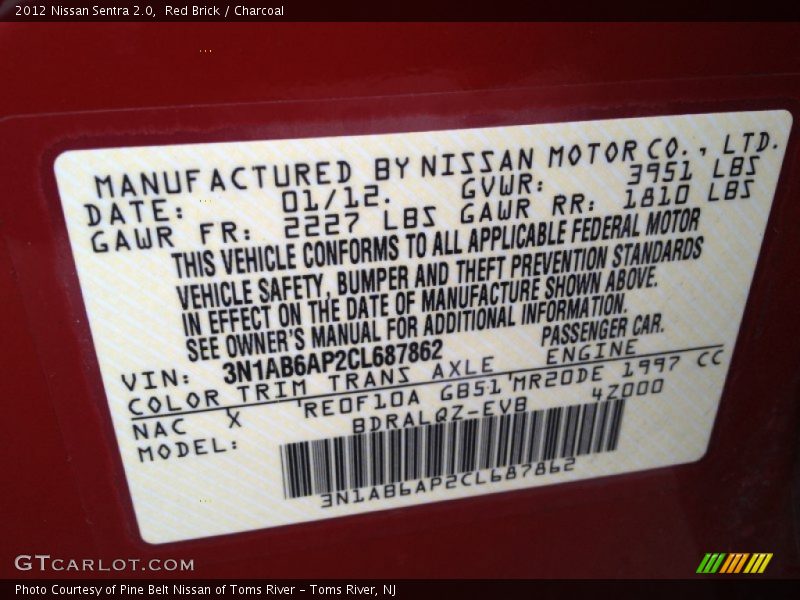 2012 Nissan Sentra 2.0,  Red Brick / Charcoal
MANUFACTURED BY NISSAN MOTOR CO., LTD.
DATE: 01/12. GVWR: 3951 LBS
GAWR FR: 2227 LBS GAWR RR: 1810 LBS
THIS VEHICLE CONFORMS TO ALL APPLICABLE FEDERAL MOTOR
VEHICLE SAFETY, BUMPER AND THEFT PREVENTION STANDARDS
IN EFFECT ON THE DATE OF MANUFACTURE SHOWN ABOVE.
SEE OWNER'S MANUAL FOR ADDITIONAL INFORMATION.
VIN: 3N1AB6AP2CL687862 PASSENGER CAR.
COLOR TRIM TRANS AXLE ENGINE
NAC X RE0F10A GB51 MR20DE 1997 CC
MODEL: BDRALQZ-EVB 4Z000
3N1AB6AP2CL687862
GTCARLOT.COM
Photo Courtesy of Pine Belt Nissan of Toms River - Toms River, NJ